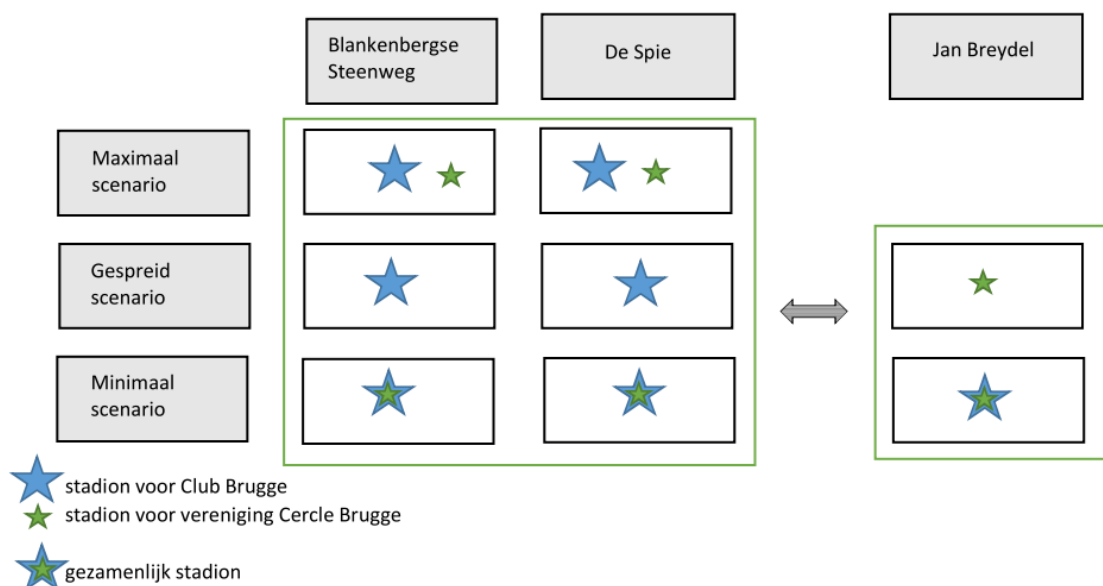 Blankenbergse
Steenweg
De Spie
Jan Breydel
Maximaal
scenario
Gespreid
scenario
Minimaal
scenario
stadion voor Club Brugge
stadion voor vereniging Cercle Brugge
gezamenlijk stadion